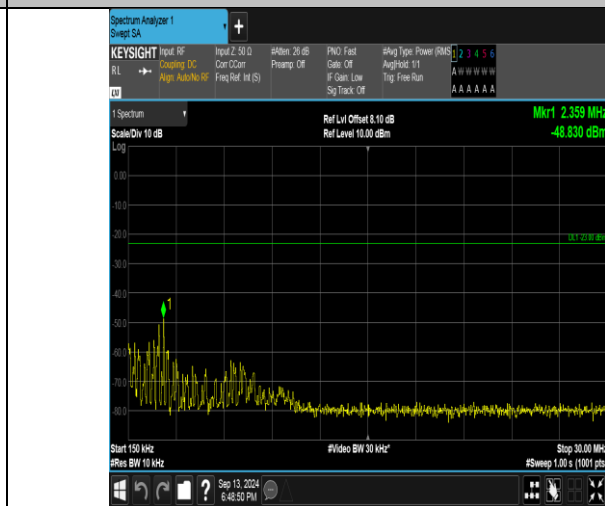 Spectrum Analyzer 1
Swept SA
+
KEYSIGHT Input: RF Input Z: 50 Ω #Atten: 26 dB PNO: Fast #Avg Type: Power (RMS 1 2 3 4 5 6
RL Coupling: DC Corr CCorr Preamp: Off Gate: Off Avg|Hold: 1/1 A W W W W W
Align: Auto/No RF Freq Ref: Int (S) IF Gain: Low Trig: Free Run
LXI Sig Track: Off A A A A A A
1 Spectrum Ref Lvl Offset 8.10 dB Mkr1 2.359 MHz
Scale/Div 10 dB Ref Level 10.00 dBm -48.830 dBm
Log
0.00
-10.0
-20.0
DL1 -23.00 dBm
-30.0
-40.0
1
-50.0
-60.0
-70.0
-80.0
Start 150 kHz #Video BW 30 kHz* Stop 30.00 MHz
#Res BW 10 kHz #Sweep 1.00 s (1001 pts
? Sep 13, 2024
6:48:50 PM